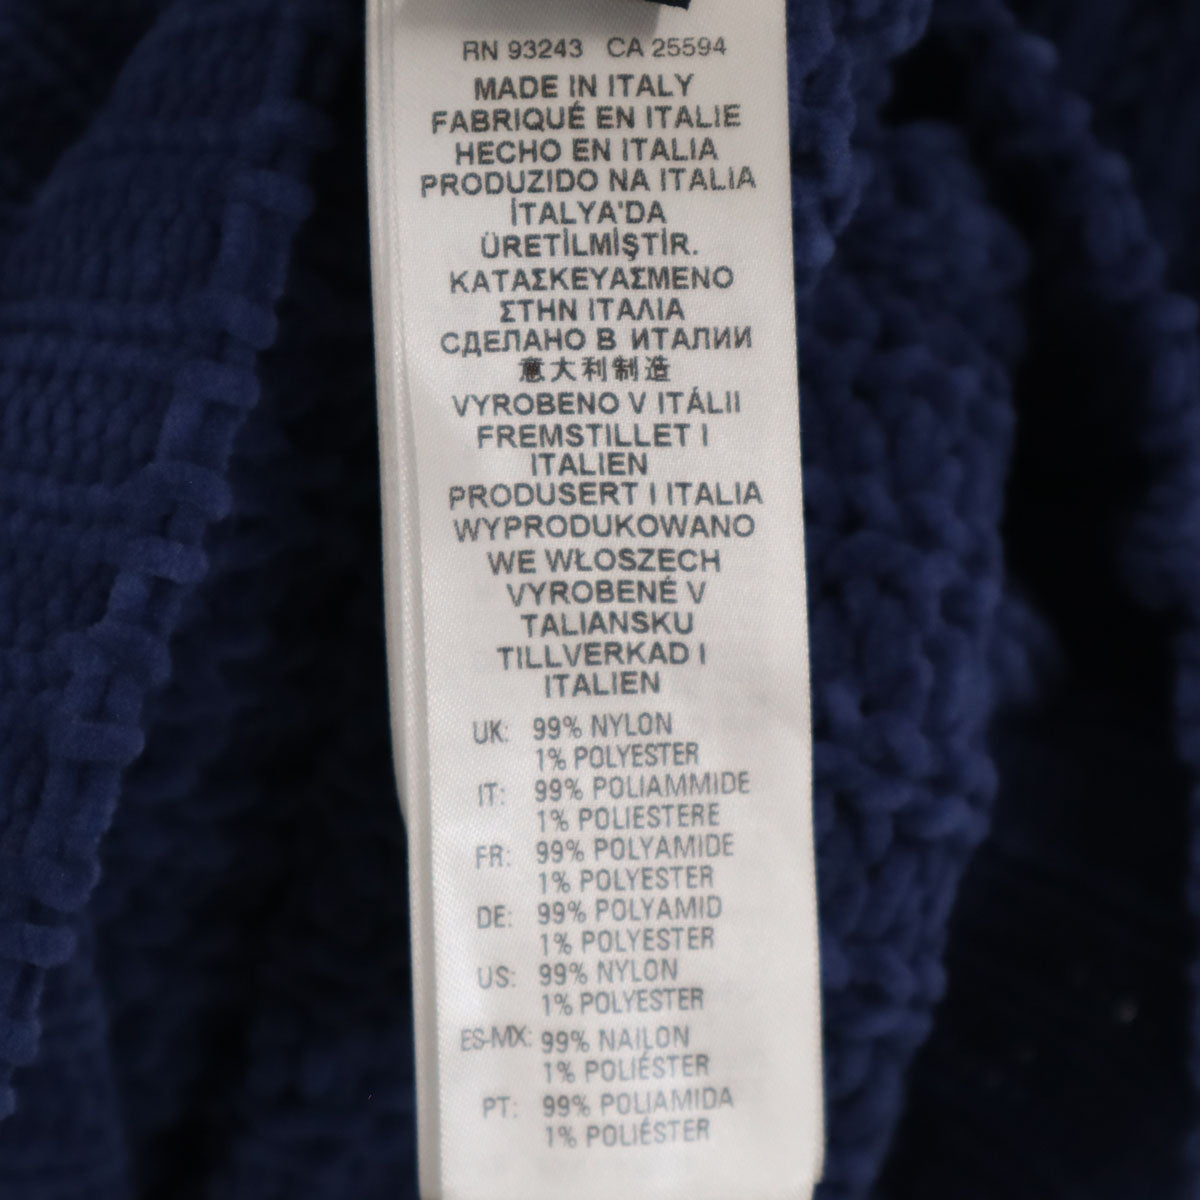 RN 93243 CA 25594
MADE IN ITALY
FABRIQUÉ EN ITALIE
HECHO EN ITALIA
PRODUZIDO NA ITALIA
İTALYA'DA
ÜRETİLMİŞTİR.
ΚΑΤΑΣΚΕΥΑΣΜΕΝΟ
ΣΤΗΝ ΙΤΑΛΙΑ
СДЕЛАНО В ИТАЛИИ
意大利制造
VYROBENO V ITÁLII
FREMSTILLET I
ITALIEN
PRODUSERT I ITALIA
WYPRODUKOWANO
WE WŁOSZECH
VYROBENÉ V
TALIANSKU
TILLVERKAD I
ITALIEN
UK: 99% NYLON
1% POLYESTER
IT: 99% POLIAMMIDE
1% POLIESTERE
FR: 99% POLYAMIDE
1% POLYESTER
DE: 99% POLYAMID
1% POLYESTER
US: 99% NYLON
1% POLYESTER
ES-MX: 99% NAILON
1% POLIÉSTER
PT: 99% POLIAMIDA
1% POLIÉSTER